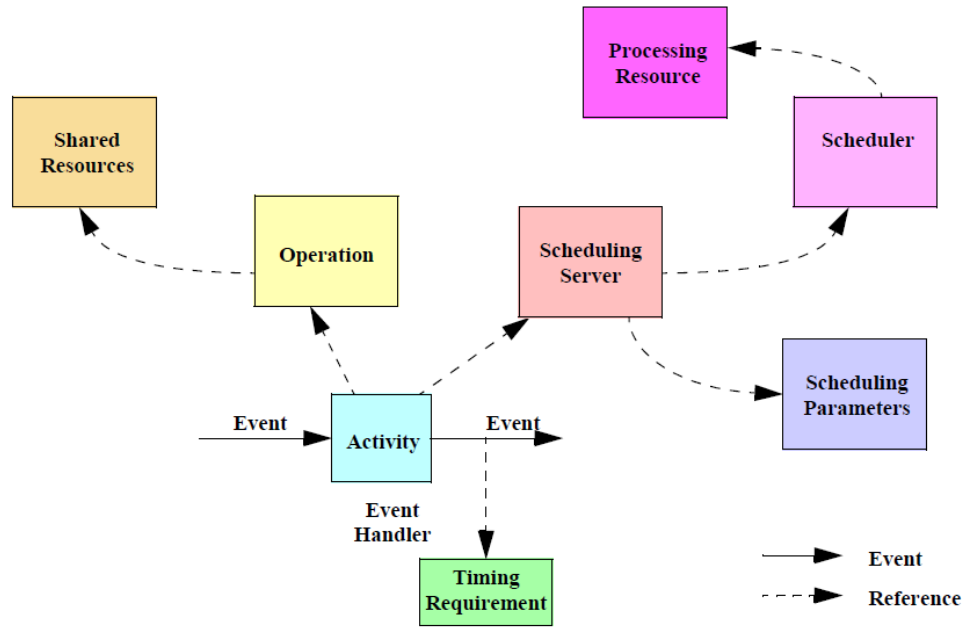 Processing
Resource
Shared
Resources
Scheduler
Operation
Scheduling
Server
Scheduling
Parameters
Event
Activity
Event
Event
Handler
Timing
Requirement
Event
Reference